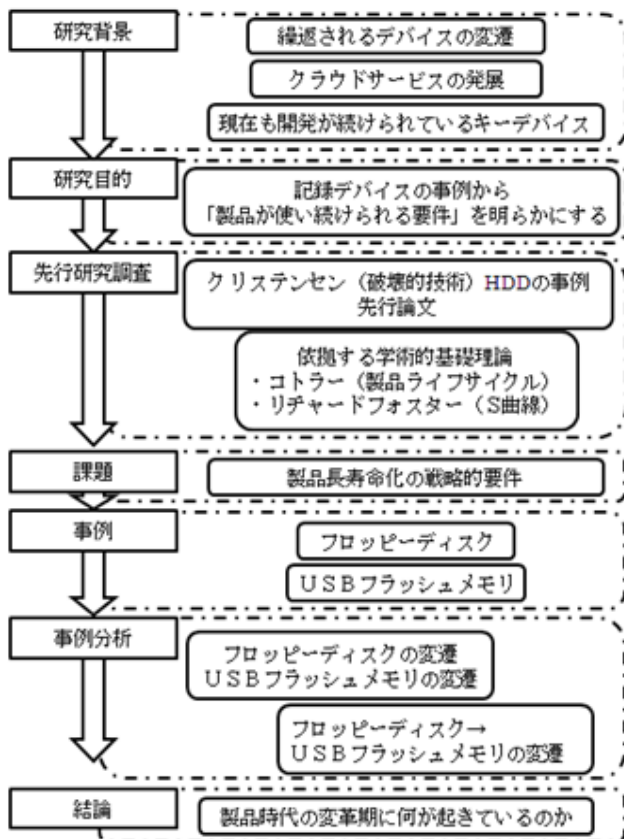 研究背景
繰返されるデバイスの変遷
クラウドサービスの発展
現在も開発が続けられているキーデバイス
研究目的
記録デバイスの事例から
「製品が使い続けられる要件」を明らかにする
先行研究調査
クリステンセン（破壊的技術）HDDの事例
先行論文
依拠する学術的基礎理論
・コトラー（製品ライフサイクル）
・リチャードフォスター（S曲線）
課題
製品長寿命化の戦略的要件
事例
フロッピーディスク
ＵＳＢフラッシュメモリ
事例分析
フロッピーディスクの変遷
ＵＳＢフラッシュメモリの変遷
フロッピーディスク→
ＵＳＢフラッシュメモリの変遷
結論
製品時代の変革期に何が起きているのか